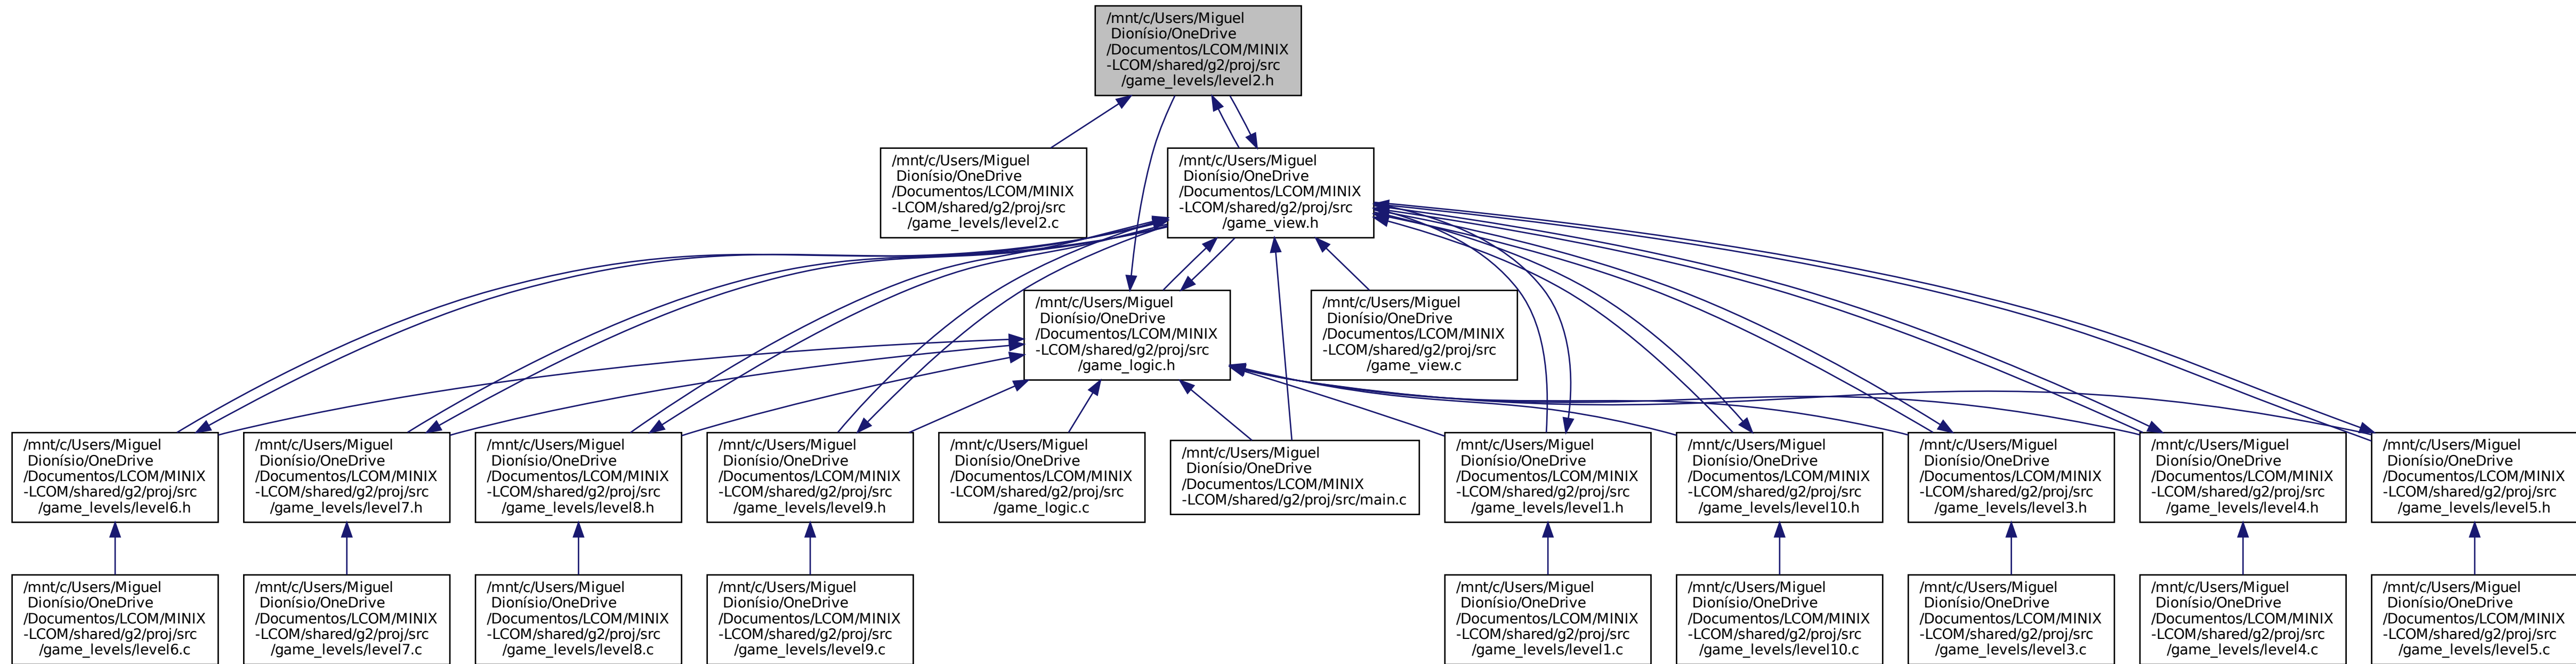 /mnt/c/Users/Miguel
Dionísio/OneDrive
/Documentos/LCOM/MINIX
-LCOM/shared/g2/proj/src
/game_levels/level2.h
/mnt/c/Users/Miguel
Dionísio/OneDrive
/Documentos/LCOM/MINIX
-LCOM/shared/g2/proj/src
/game_levels/level2.c
/mnt/c/Users/Miguel
Dionísio/OneDrive
/Documentos/LCOM/MINIX
-LCOM/shared/g2/proj/src
/game_view.h
/mnt/c/Users/Miguel
Dionísio/OneDrive
/Documentos/LCOM/MINIX
-LCOM/shared/g2/proj/src
/game_logic.h
/mnt/c/Users/Miguel
Dionísio/OneDrive
/Documentos/LCOM/MINIX
-LCOM/shared/g2/proj/src
/game_view.c
/mnt/c/Users/Miguel
Dionísio/OneDrive
/Documentos/LCOM/MINIX
-LCOM/shared/g2/proj/src
/game_levels/level6.h
/mnt/c/Users/Miguel
Dionísio/OneDrive
/Documentos/LCOM/MINIX
-LCOM/shared/g2/proj/src
/game_levels/level7.h
/mnt/c/Users/Miguel
Dionísio/OneDrive
/Documentos/LCOM/MINIX
-LCOM/shared/g2/proj/src
/game_levels/level8.h
/mnt/c/Users/Miguel
Dionísio/OneDrive
/Documentos/LCOM/MINIX
-LCOM/shared/g2/proj/src
/game_levels/level9.h
/mnt/c/Users/Miguel
Dionísio/OneDrive
/Documentos/LCOM/MINIX
-LCOM/shared/g2/proj/src
/game_logic.c
/mnt/c/Users/Miguel
Dionísio/OneDrive
/Documentos/LCOM/MINIX
-LCOM/shared/g2/proj/src/main.c
/mnt/c/Users/Miguel
Dionísio/OneDrive
/Documentos/LCOM/MINIX
-LCOM/shared/g2/proj/src
/game_levels/level1.h
/mnt/c/Users/Miguel
Dionísio/OneDrive
/Documentos/LCOM/MINIX
-LCOM/shared/g2/proj/src
/game_levels/level10.h
/mnt/c/Users/Miguel
Dionísio/OneDrive
/Documentos/LCOM/MINIX
-LCOM/shared/g2/proj/src
/game_levels/level3.h
/mnt/c/Users/Miguel
Dionísio/OneDrive
/Documentos/LCOM/MINIX
-LCOM/shared/g2/proj/src
/game_levels/level4.h
/mnt/c/Users/Miguel
Dionísio/OneDrive
/Documentos/LCOM/MINIX
-LCOM/shared/g2/proj/src
/game_levels/level5.h
/mnt/c/Users/Miguel
Dionísio/OneDrive
/Documentos/LCOM/MINIX
-LCOM/shared/g2/proj/src
/game_levels/level6.c
/mnt/c/Users/Miguel
Dionísio/OneDrive
/Documentos/LCOM/MINIX
-LCOM/shared/g2/proj/src
/game_levels/level7.c
/mnt/c/Users/Miguel
Dionísio/OneDrive
/Documentos/LCOM/MINIX
-LCOM/shared/g2/proj/src
/game_levels/level8.c
/mnt/c/Users/Miguel
Dionísio/OneDrive
/Documentos/LCOM/MINIX
-LCOM/shared/g2/proj/src
/game_levels/level9.c
/mnt/c/Users/Miguel
Dionísio/OneDrive
/Documentos/LCOM/MINIX
-LCOM/shared/g2/proj/src
/game_levels/level1.c
/mnt/c/Users/Miguel
Dionísio/OneDrive
/Documentos/LCOM/MINIX
-LCOM/shared/g2/proj/src
/game_levels/level10.c
/mnt/c/Users/Miguel
Dionísio/OneDrive
/Documentos/LCOM/MINIX
-LCOM/shared/g2/proj/src
/game_levels/level3.c
/mnt/c/Users/Miguel
Dionísio/OneDrive
/Documentos/LCOM/MINIX
-LCOM/shared/g2/proj/src
/game_levels/level4.c
/mnt/c/Users/Miguel
Dionísio/OneDrive
/Documentos/LCOM/MINIX
-LCOM/shared/g2/proj/src
/game_levels/level5.c